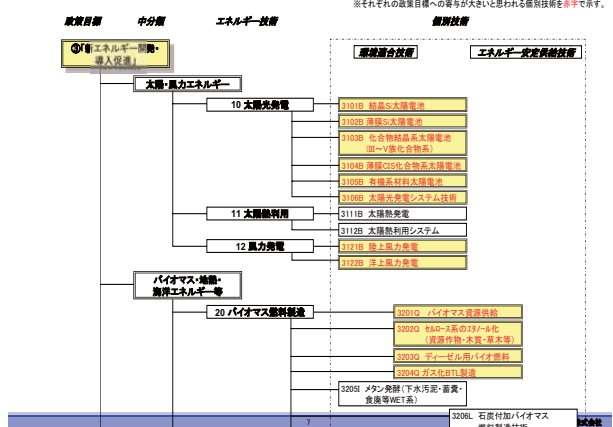 ※それぞれの政策目標への寄与が大きいと思われる個別技術を赤字で示す。
政策目標 中分類 エネルギー技術 個別技術
③「新エネルギー開発・
導入促進」
環境適合技術 エネルギー安定供給技術
太陽・風力エネルギー
10 太陽光発電
3101B 結晶Si太陽電池
3102B 薄膜Si太陽電池
3103B 化合物結晶系太陽電池
(Ⅲ〜Ⅴ族化合物系)
3104B 薄膜CIS化合物系太陽電池
3105B 有機系材料太陽電池
3106B 太陽光発電システム技術
11 太陽熱利用
3111B 太陽熱発電
3112B 太陽熱利用システム
12 風力発電
3121B 陸上風力発電
3122B 洋上風力発電
バイオマス・地熱・
海洋エネルギー等
20 バイオマス燃料製造
3201Q バイオマス資源供給
3202Q セルロース系のエタノール化
(資源作物・木質・草木等)
3203Q ディーゼル用バイオ燃料
3204Q ガス化BTL製造
3205I メタン発酵(下水汚泥・畜糞・
食廃等WET系)
3206L 石炭付加バイオマス
燃料製造技術
7
株式会社